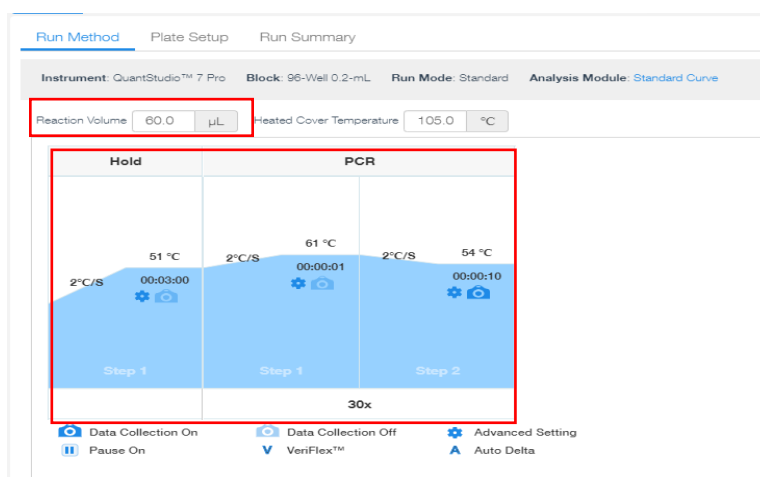 Run Method Plate Setup Run Summary
Instrument: QuantStudio™ 7 Pro Block: 96-Well 0.2-mL Run Mode: Standard Analysis Module: Standard Curve
Reaction Volume 60.0 µL Heated Cover Temperature 105.0 °C
Hold PCR
61 °C
51 °C 2°C/S 2°C/S 54 °C
00:00:01
2°C/S 00:03:00 00:00:10
Step 1 Step 1 Step 2
30x
Data Collection On Data Collection Off Advanced Setting
Pause On V VeriFlex™ A Auto Delta